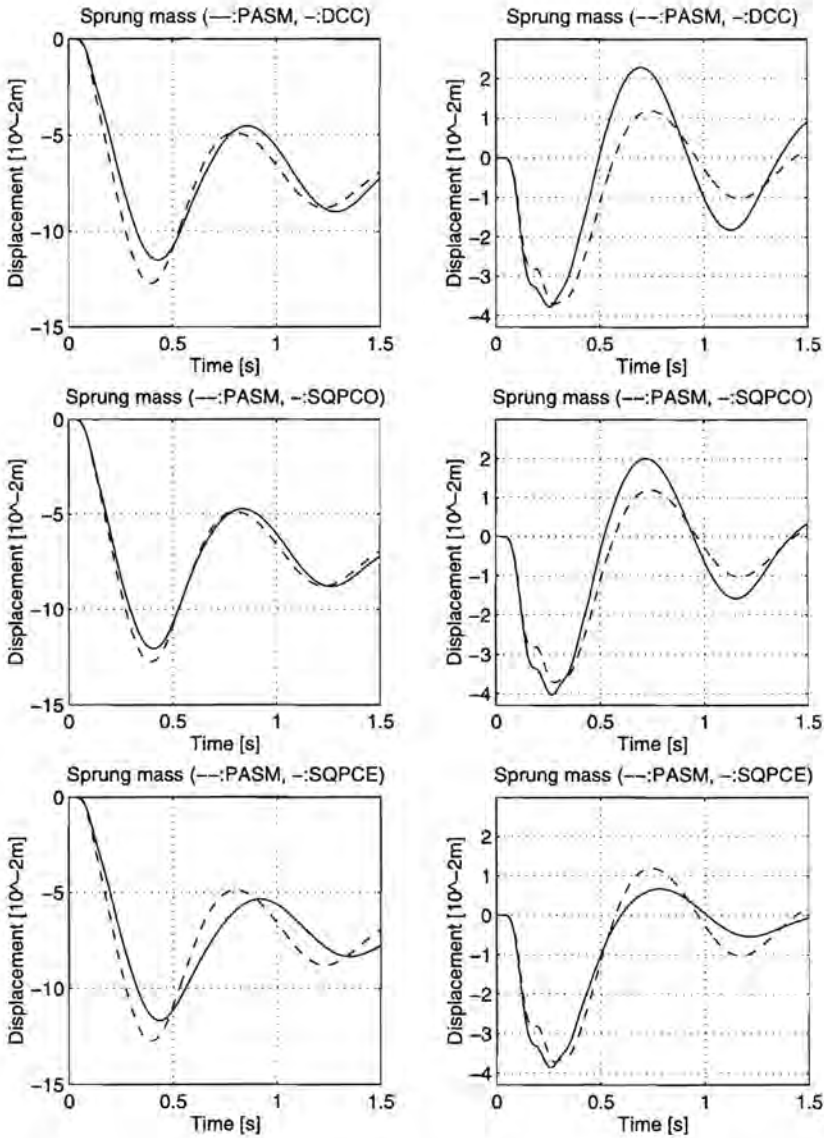 Sprung mass (−−:PASM, −:DCC)
Displacement [10^−2m]
0
−5
−10
−15
0 0.5 1 1.5
Time [s]
Sprung mass (−−:PASM, −:DCC)
Displacement [10^−2m]
2
1
0
−1
−2
−3
−4
0 0.5 1 1.5
Time [s]
Sprung mass (−−:PASM, −:SQPCO)
Displacement [10^−2m]
0
−5
−10
−15
0 0.5 1 1.5
Time [s]
Sprung mass (−−:PASM, −:SQPCO)
Displacement [10^−2m]
2
1
0
−1
−2
−3
−4
0 0.5 1 1.5
Time [s]
Sprung mass (−−:PASM, −:SQPCE)
Displacement [10^−2m]
0
−5
−10
−15
0 0.5 1 1.5
Time [s]
Sprung mass (−−:PASM, −:SQPCE)
Displacement [10^−2m]
2
1
0
−1
−2
−3
−4
0 0.5 1 1.5
Time [s]